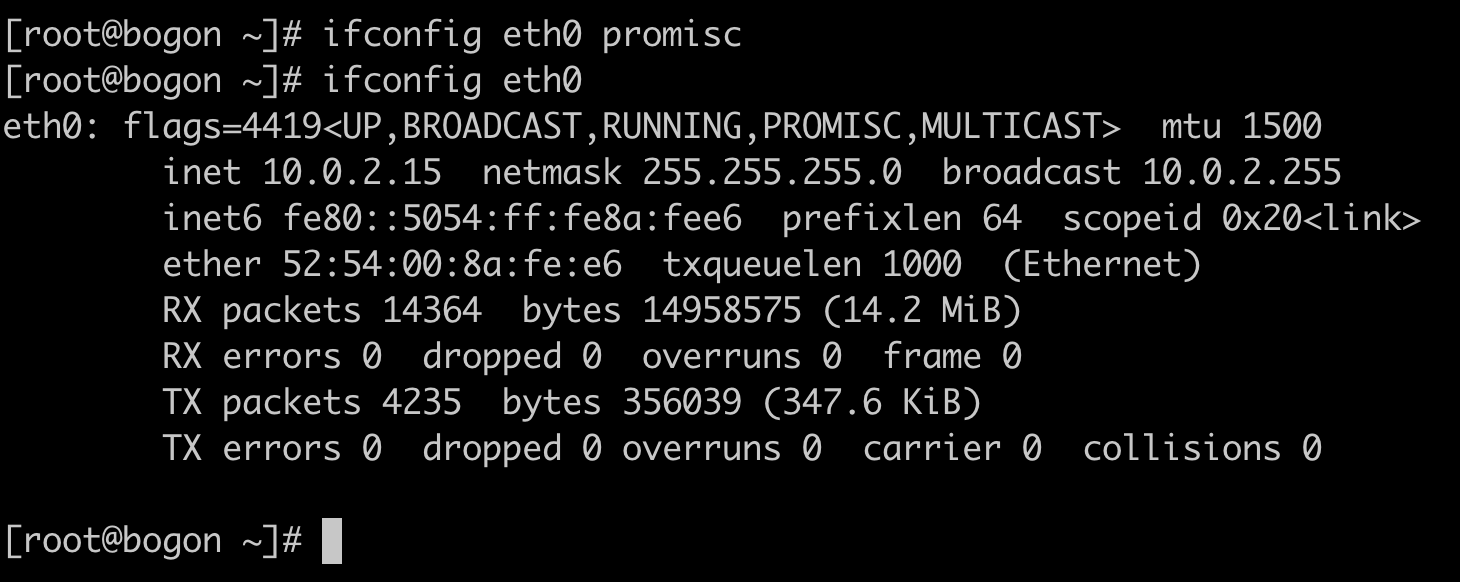 [root@bogon ~]# ifconfig eth0 promisc
[root@bogon ~]# ifconfig eth0
eth0: flags=4419<UP,BROADCAST,RUNNING,PROMISC,MULTICAST>  mtu 1500
        inet 10.0.2.15  netmask 255.255.255.0  broadcast 10.0.2.255
        inet6 fe80::5054:ff:fe8a:fee6  prefixlen 64  scopeid 0x20<link>
        ether 52:54:00:8a:fe:e6  txqueuelen 1000  (Ethernet)
        RX packets 14364  bytes 14958575 (14.2 MiB)
        RX errors 0  dropped 0  overruns 0  frame 0
        TX packets 4235  bytes 356039 (347.6 KiB)
        TX errors 0  dropped 0 overruns 0  carrier 0  collisions 0
[root@bogon ~]#